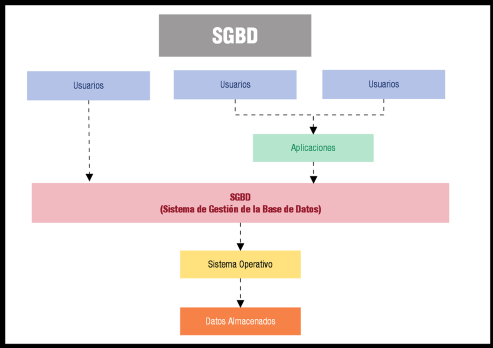 SGBD
Usuarios
Usuarios
Usuarios
Aplicaciones
SGBD
(Sistema de Gestión de la Base de Datos)
Sistema Operativo
Datos Almacenados